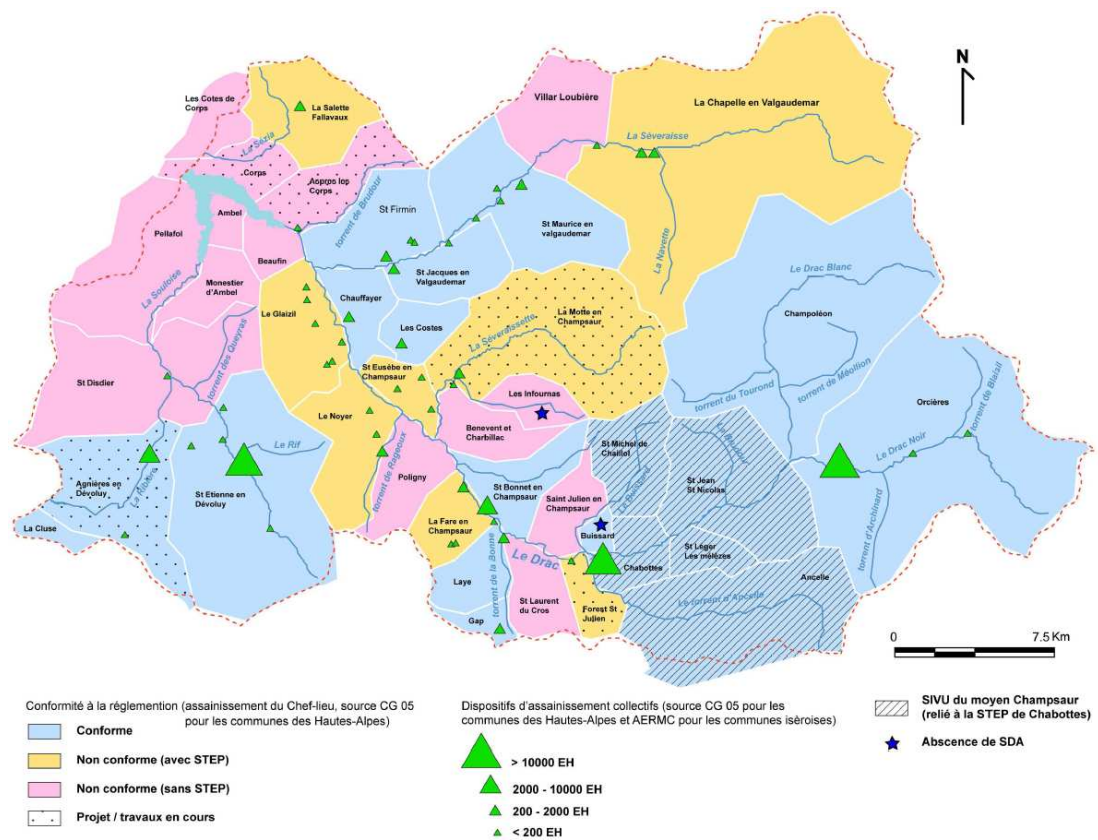 N
Les Cotes de
Corps
La Salette
Fallavaux
La Sézia
Corps
Aspres les
Corps
torrent de Brudour
Villar Loubière
La Chapelle en Valgaudemar
La Séveraisse
La Navette
Pellafol
Ambel
Beaufin
St Firmin
St Maurice en
valgaudemar
St Jacques en
Valgaudemar
La Souloise
Monestier
d'Ambel
Le Glaizil
Chauffayer
Les Costes
La Motte en
Champsaur
La Séveraissette
Le Drac Blanc
Champoléon
torrent des Queyras
St Disdier
St Eusèbe en
Champsaur
Le Noyer
Les Infournas
Benevent et
Charbillac
torrent du Tourond
torrent de Méollion
Orcières
torrent de Blaïail
Le Drac Noir
torrent d'Archinard
Le Rif
Agnières en
Dévoluy
La Ribière
St Etienne en
Dévoluy
La Cluse
torrent de Regeoux
Poligny
St Michel de
Chaillol
St Jean
St Nicolas
St Bonnet en
Champsaur
Saint Julien en
Champsaur
La Fare en
Champsaur
Buissard
Chabottes
St Leger
Les mélèzes
Ancelle
Le torrent d'Ancelle
Le Drac
torrent de la Bonne
Laye
Gap
St Laurent
du Cros
Forest St
Julien
0
7.5 Km
Conformité à la réglemention (assainissement du Chef-lieu, source CG 05
pour les communes des Hautes-Alpes)
Conforme
Non conforme (avec STEP)
Non conforme (sans STEP)
Projet / travaux en cours
Dispositifs d'assainissement collectifs (source CG 05 pour les
communes des Hautes-Alpes et AERMC pour les communes isèroises)
> 10000 EH
2000 - 10000 EH
200 - 2000 EH
< 200 EH
SIVU du moyen Champsaur
(relié à la STEP de Chabottes)
Abscence de SDA